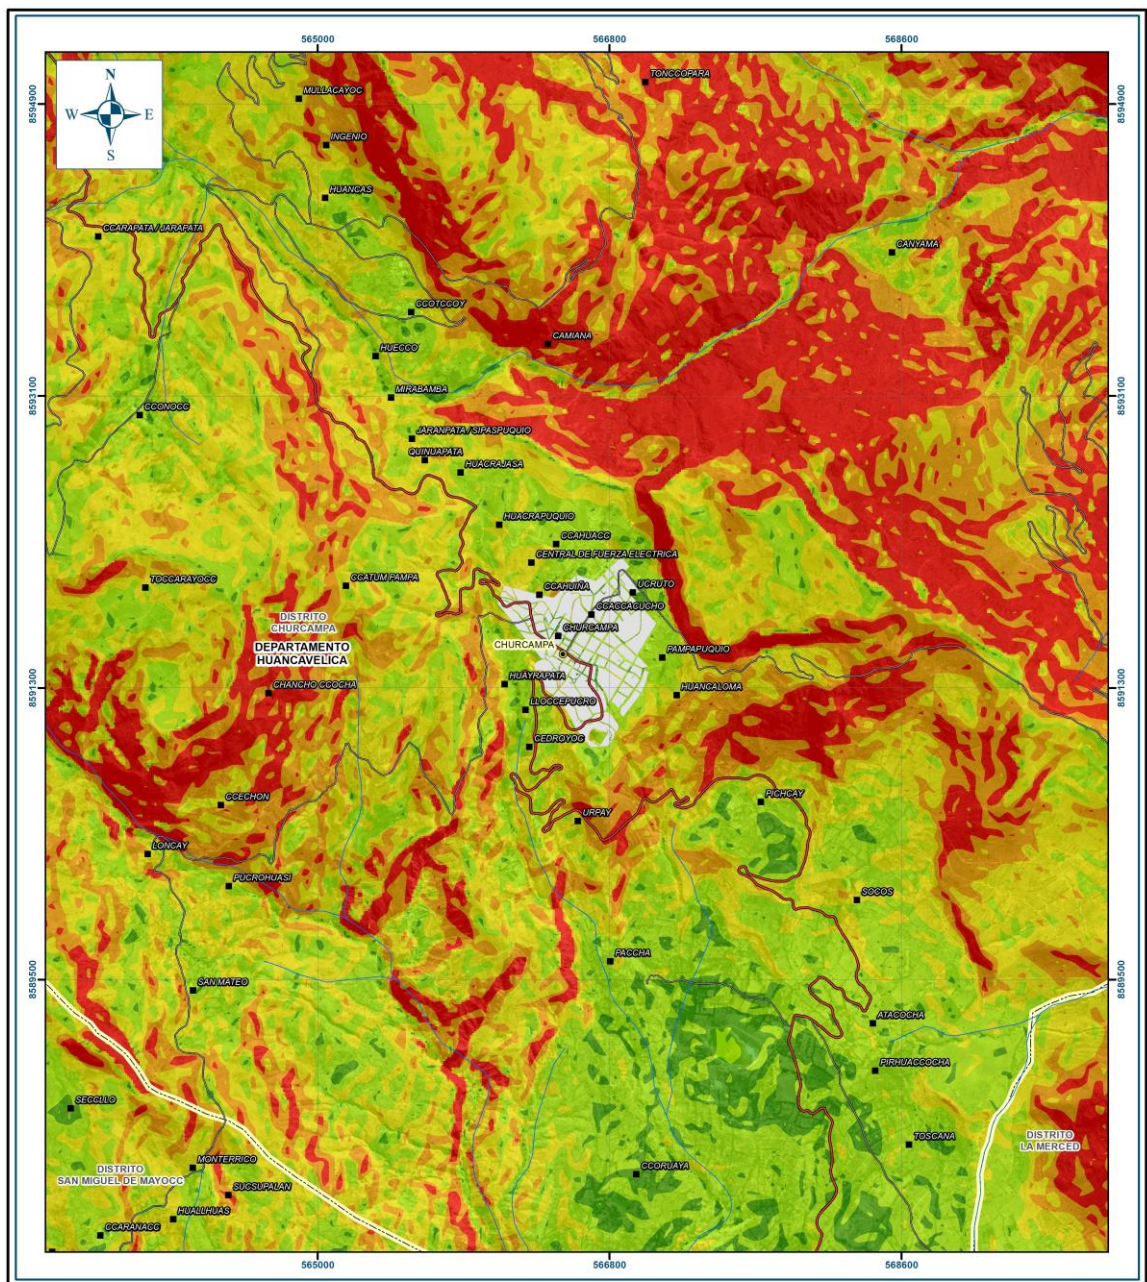 565000
566800
568600
N
W
E
S
8594900
8594900
TONCCOPARA
MULLACAYOC
INGENIO
HUANCAS
CCARAPATA / JARAPATA
CANYAMA
CCOTCCOY
CAMIANA
HUECCO
MIRABAMBA
8593100
8593100
CCONOCC
JARANPATA / SIPASPUQUIO
QUINUAPATA
HUACRAJASA
HUACRAPUQUIO
CCAHUACC
CENTRAL DE FUERZA ELECTRICA
TOCCARAYOCC
CCATUM PAMPA
CCAHUIÑA
UCRUTO
CCACCACUCHO
DISTRITO
CHURCAMPA
DEPARTAMENTO
HUANCAVELICA
CHURCAMPA
CHURCAMPA
PAMPAPUQUIO
8591300
8591300
CHANCHO CCOCHA
HUAYRAPATA
HUANCALOMA
LLOCCEPUCRO
CEDROYOC
CCECHON
PICHCAY
URPAY
LONCAY
PUCROHUASI
SOCOS
PACCHA
8589500
8589500
SAN MATEO
ATACOCHA
PIRHUACCOCHA
SECCLLO
TOSCANA
DISTRITO
LA MERCED
MONTERRICO
DISTRITO
SAN MIGUEL DE MAYOCC
CCORUAYA
SUCSUPALAN
HUALLHUAS
CCARANACC
565000
566800
568600